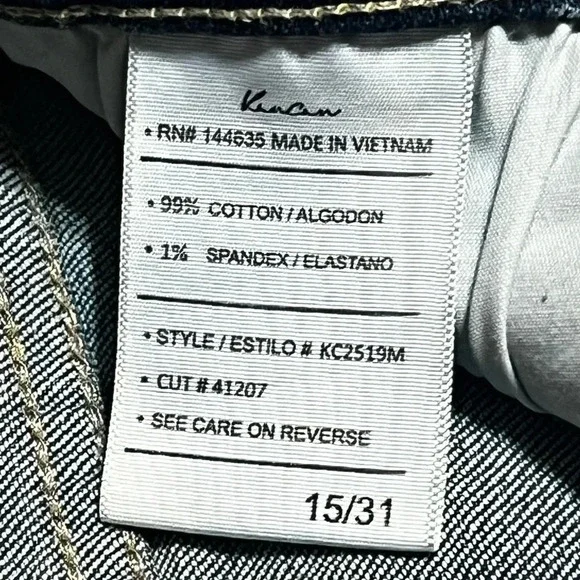 KanCan
• RN# 144635 MADE IN VIETNAM
• 99% COTTON / ALGODON
• 1% SPANDEX / ELASTANO
• STYLE / ESTILO # KC2519M
• CUT # 41207
• SEE CARE ON REVERSE
15/31